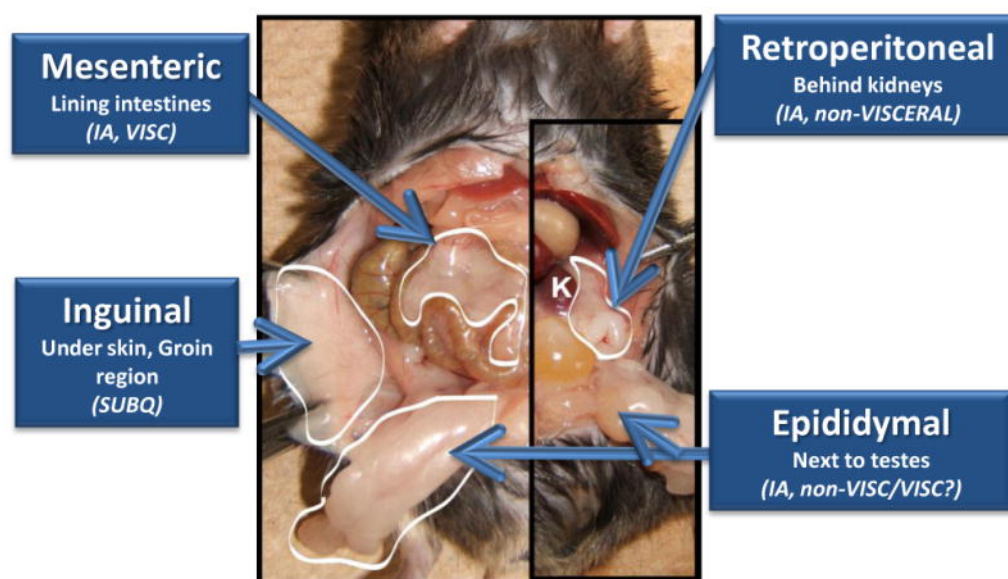 Mesenteric
Lining intestines
(IA, VISC)
Retroperitoneal
Behind kidneys
(IA, non-VISCERAL)
K
Inguinal
Under skin, Groin
region
(SUBQ)
Epididymal
Next to testes
(IA, non-VISC/VISC?)